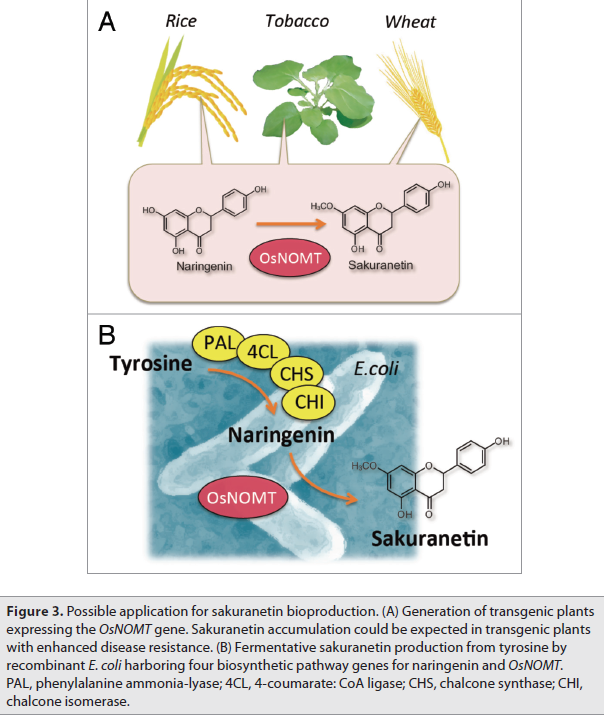 A
Rice
Tobacco
Wheat
HO
O
OH
OH
O
Naringenin
OsNOMT
H₃CO
O
OH
OH
O
Sakuranetin
B
PAL
4CL
CHS
CHI
Tyrosine
E.coli
Naringenin
OsNOMT
H₃CO
O
OH
OH
O
Sakuranetin
Figure 3. Possible application for sakuranetin bioproduction. (A) Generation of transgenic plants
expressing the OsNOMT gene. Sakuranetin accumulation could be expected in transgenic plants
with enhanced disease resistance. (B) Fermentative sakuranetin production from tyrosine by
recombinant E. coli harboring four biosynthetic pathway genes for naringenin and OsNOMT.
PAL, phenylalanine ammonia-lyase; 4CL, 4-coumarate: CoA ligase; CHS, chalcone synthase; CHI,
chalcone isomerase.